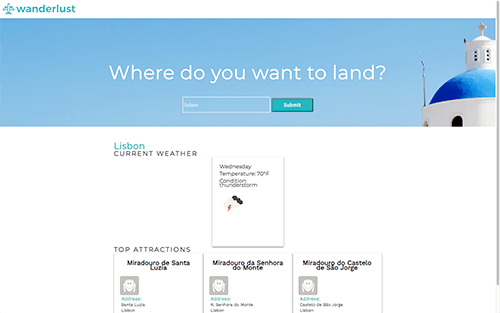 wanderlust
Where do you want to land?
lisbon
Submit
Lisbon
CURRENT WEATHER
Wednesday
Temperature: 70°F
Condition:
thunderstorm
TOP ATTRACTIONS
Miradouro de Santa
Luzia
Address:
Santa Luzia
Lisbon
Miradouro da Senhora
do Monte
Address:
R. Senhora do Monte
Lisbon
Miradouro do Castelo
de São Jorge
Address:
Castelo de São Jorge
Lisbon